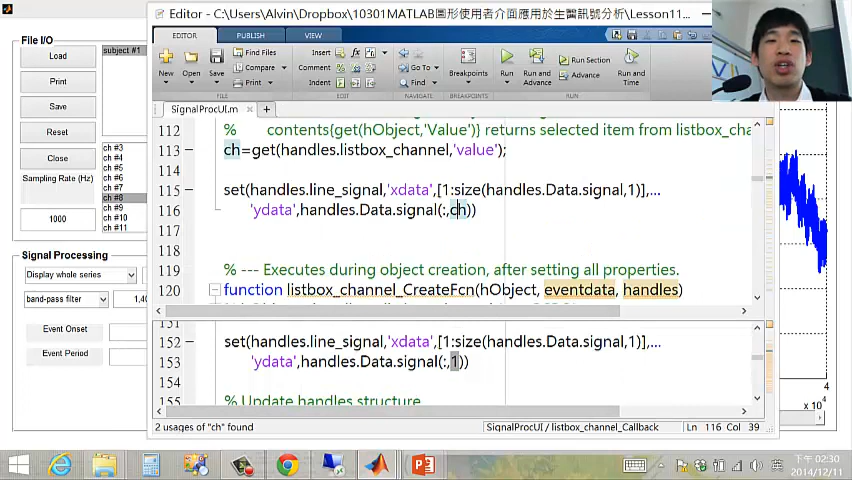 Editor - C:\Users\Alvin\Dropbox\10301MATLAB圖形使用者介面應用於生醫訊號分析\Lesson11...
EDITOR PUBLISH VIEW
New Open Save Find Files Compare Print
Insert Comment Indent
Go To Find
Breakpoints
Run Run and Advance Run Section Advance Run and Time
FILE EDIT NAVIGATE BREAKPOINTS RUN
SignalProcUI.m
File I/O
Load
Print
Save
Reset
Close
Sampling Rate (Hz)
1000
subject #1
ch #3
ch #4
ch #5
ch #6
ch #7
ch #8
ch #9
ch #10
ch #11
Signal Processing
Display whole series
band-pass filter 1,40
Event Onset
Event Period
112 % contents{get(hObject,'Value')} returns selected item from listbox_cha
113 ch=get(handles.listbox_channel,'value');
114
115 set(handles.line_signal,'xdata',[1:size(handles.Data.signal,1)],...
116 'ydata',handles.Data.signal(:,ch))
117
118
119 % --- Executes during object creation, after setting all properties.
120 function listbox_channel_CreateFcn(hObject, eventdata, handles)
151
152 set(handles.line_signal,'xdata',[1:size(handles.Data.signal,1)],...
153 'ydata',handles.Data.signal(:,1))
154
155 % Update handles structure
2 usages of "ch" found
SignalProcUI / listbox_channel_Callback
Ln 116 Col 39
4
x 10⁴
下午 02:30
2014/12/11